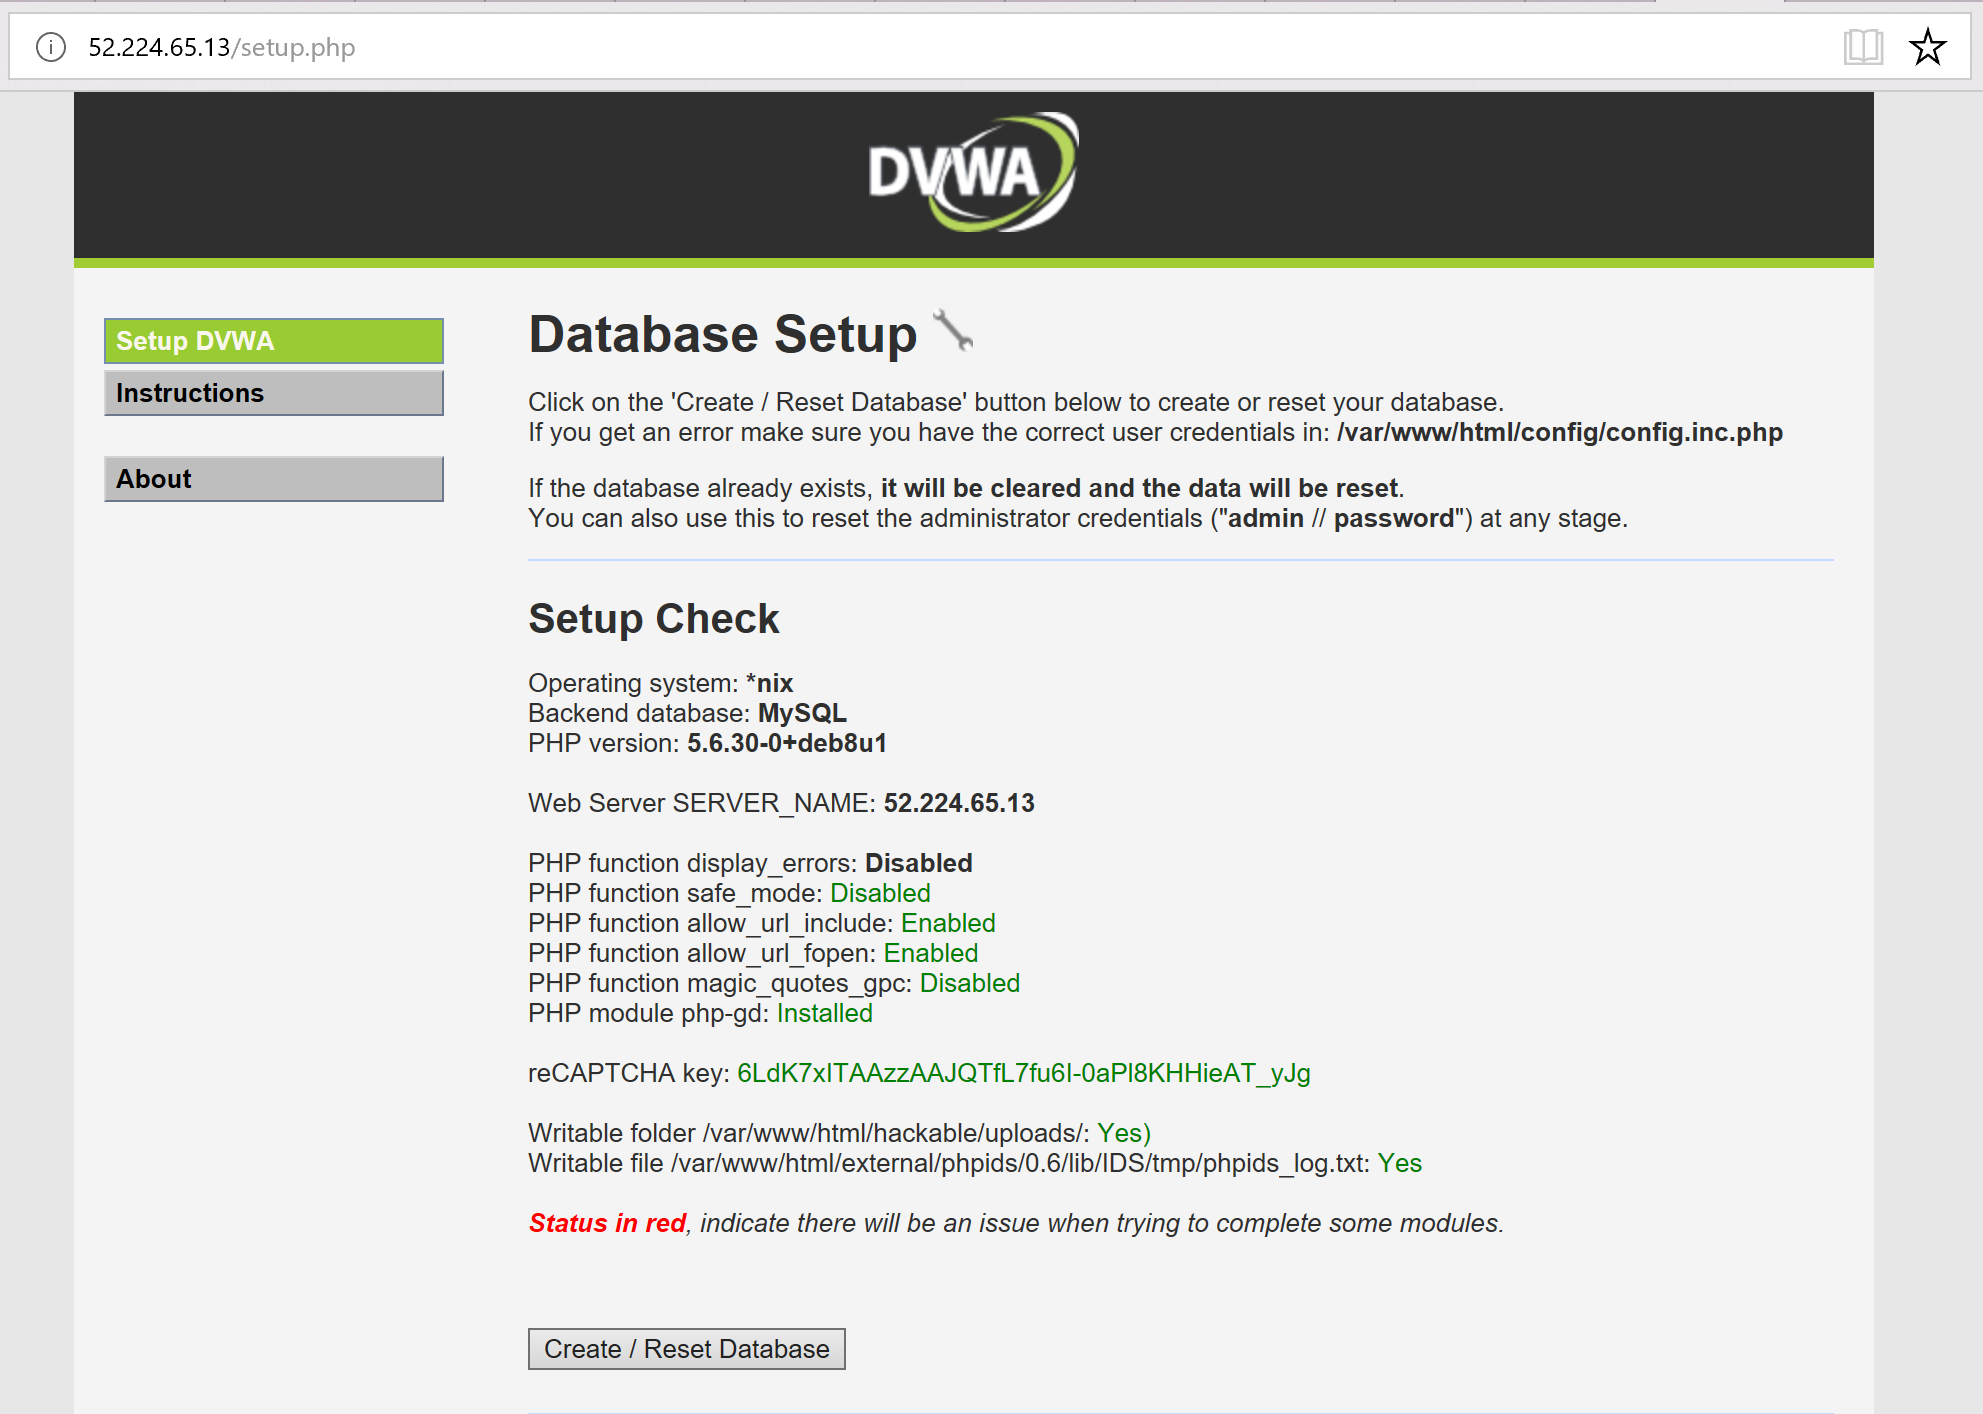 52.224.65.13/setup.php
DVWA
Setup DVWA
Instructions
About
Database Setup
Click on the 'Create / Reset Database' button below to create or reset your database.
If you get an error make sure you have the correct user credentials in: /var/www/html/config/config.inc.php
If the database already exists, it will be cleared and the data will be reset.
You can also use this to reset the administrator credentials ("admin // password") at any stage.
Setup Check
Operating system: *nix
Backend database: MySQL
PHP version: 5.6.30-0+deb8u1
Web Server SERVER_NAME: 52.224.65.13
PHP function display_errors: Disabled
PHP function safe_mode: Disabled
PHP function allow_url_include: Enabled
PHP function allow_url_fopen: Enabled
PHP function magic_quotes_gpc: Disabled
PHP module php-gd: Installed
reCAPTCHA key: 6LdK7xITAAzzAAJQTfL7fu6I-0aPl8KHHieAT_yJg
Writable folder /var/www/html/hackable/uploads/: Yes)
Writable file /var/www/html/external/phpids/0.6/lib/IDS/tmp/phpids_log.txt: Yes
Status in red, indicate there will be an issue when trying to complete some modules.
Create / Reset Database